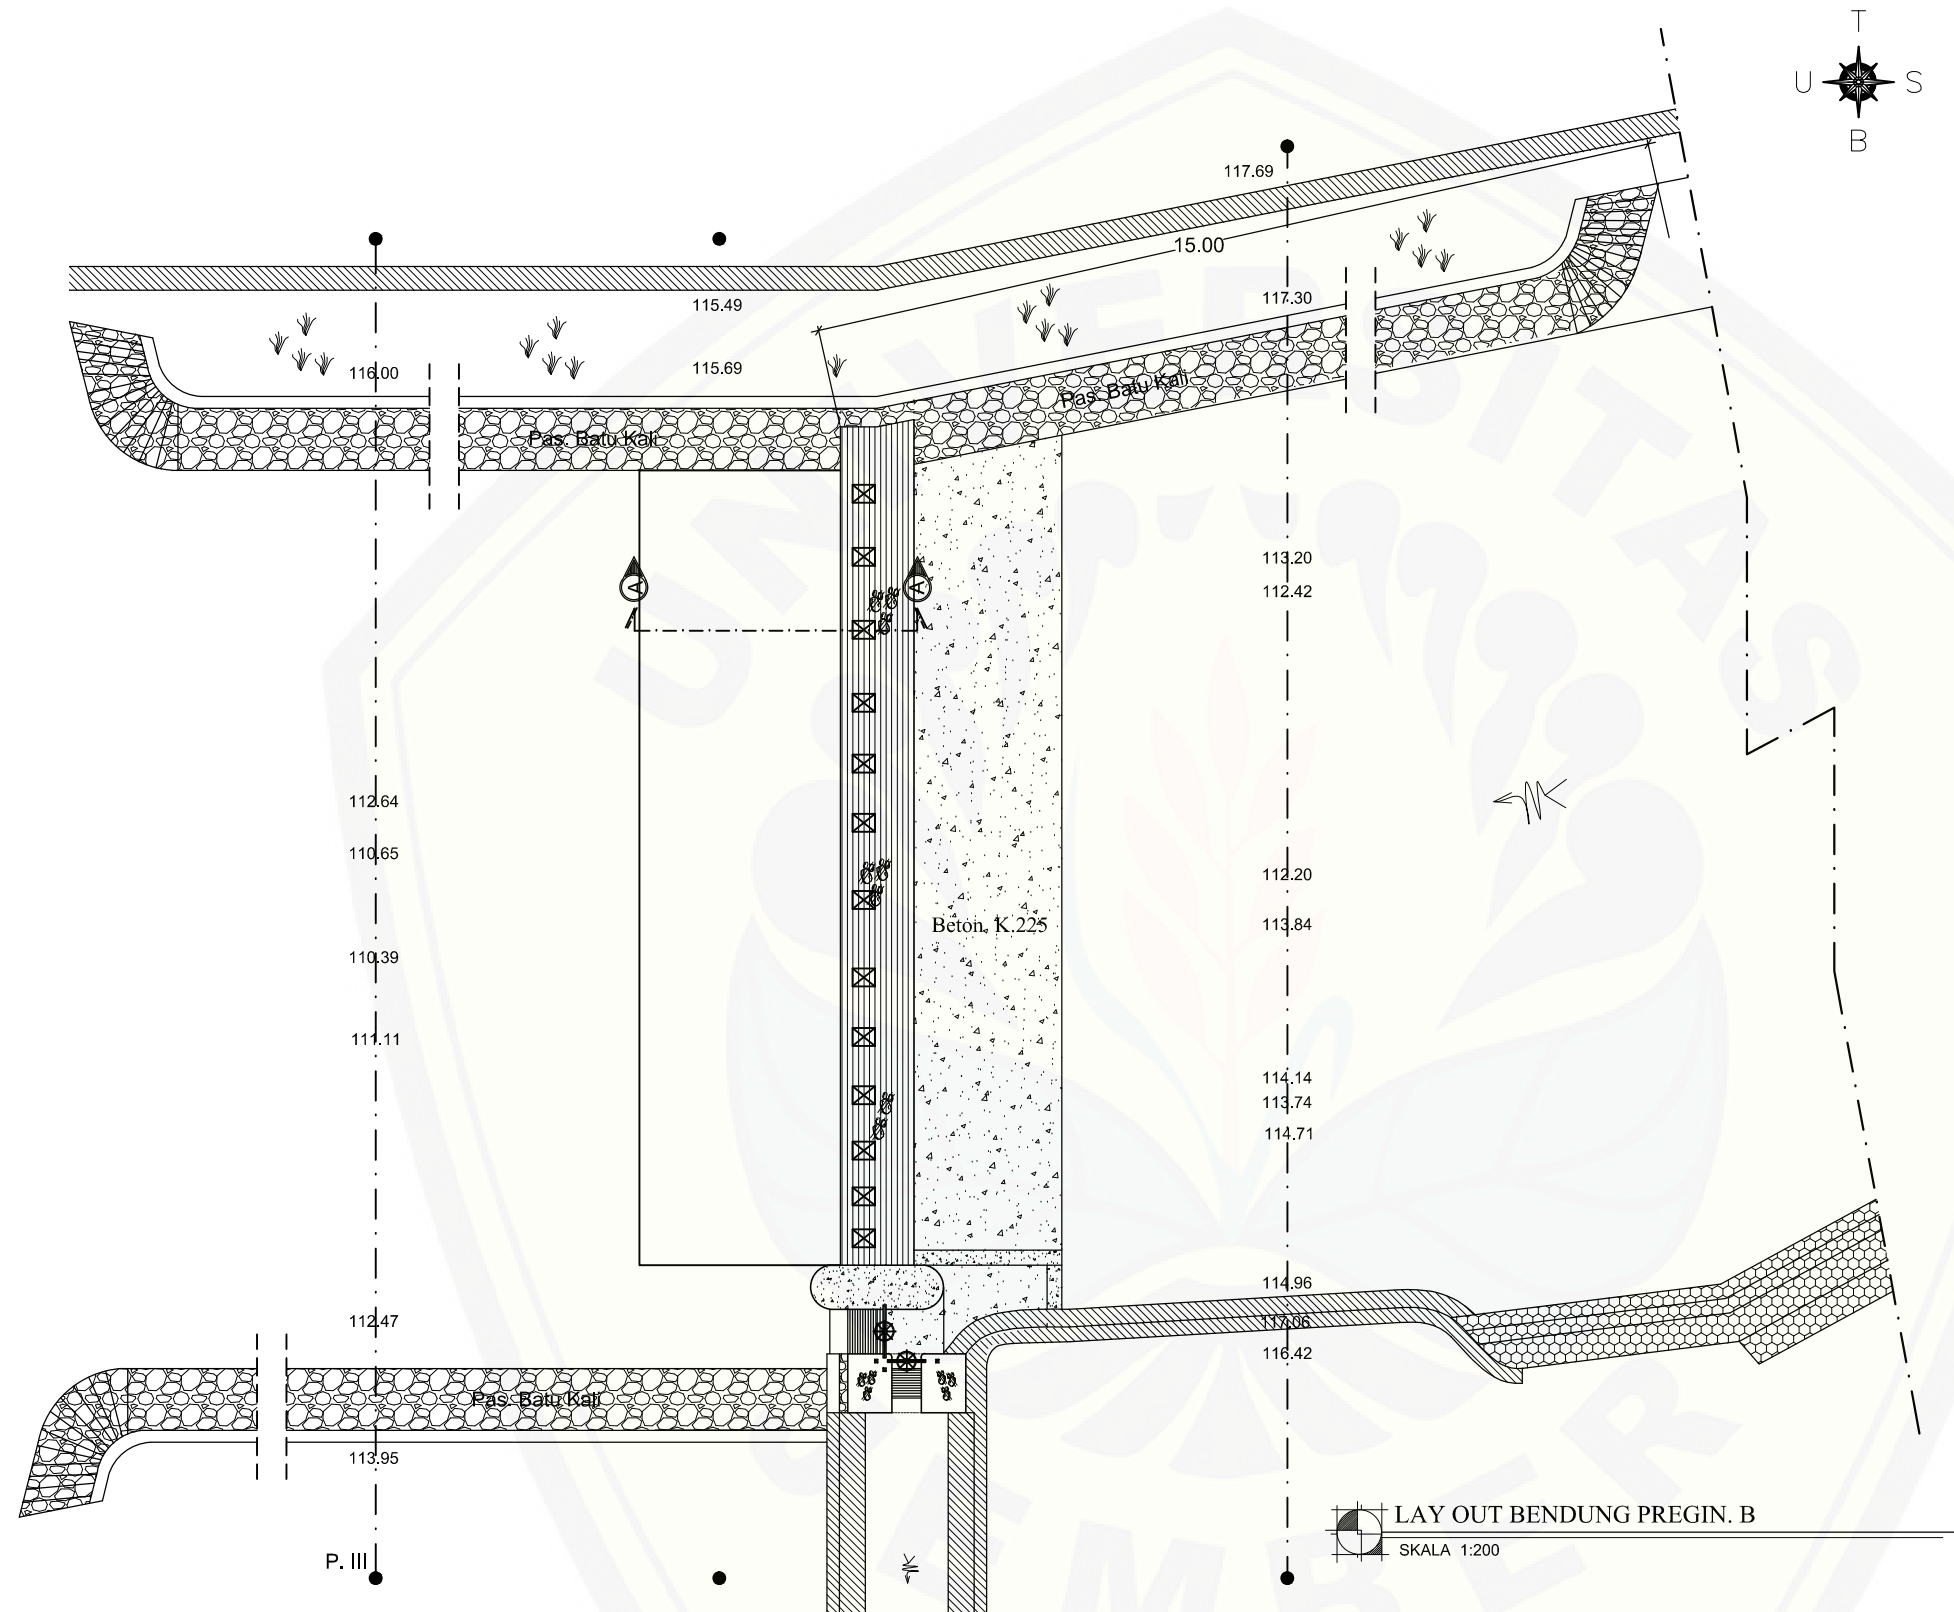 T
U S
B
117.69
15.00
117.30
115.49
115.69
116.00
Pas. Batu Kali
Pas. Batu Kali
A A
113.20
112.42
112.64
110.65
112.20
Beton, K.225
113.84
110.39
111.11
114.14
113.74
114.71
114.96
112.47
117.06
116.42
Pas. Batu Kali
113.95
P. III
LAY OUT BENDUNG PREGIN. B
SKALA 1:200
UNIVERSITAS
JEMBER